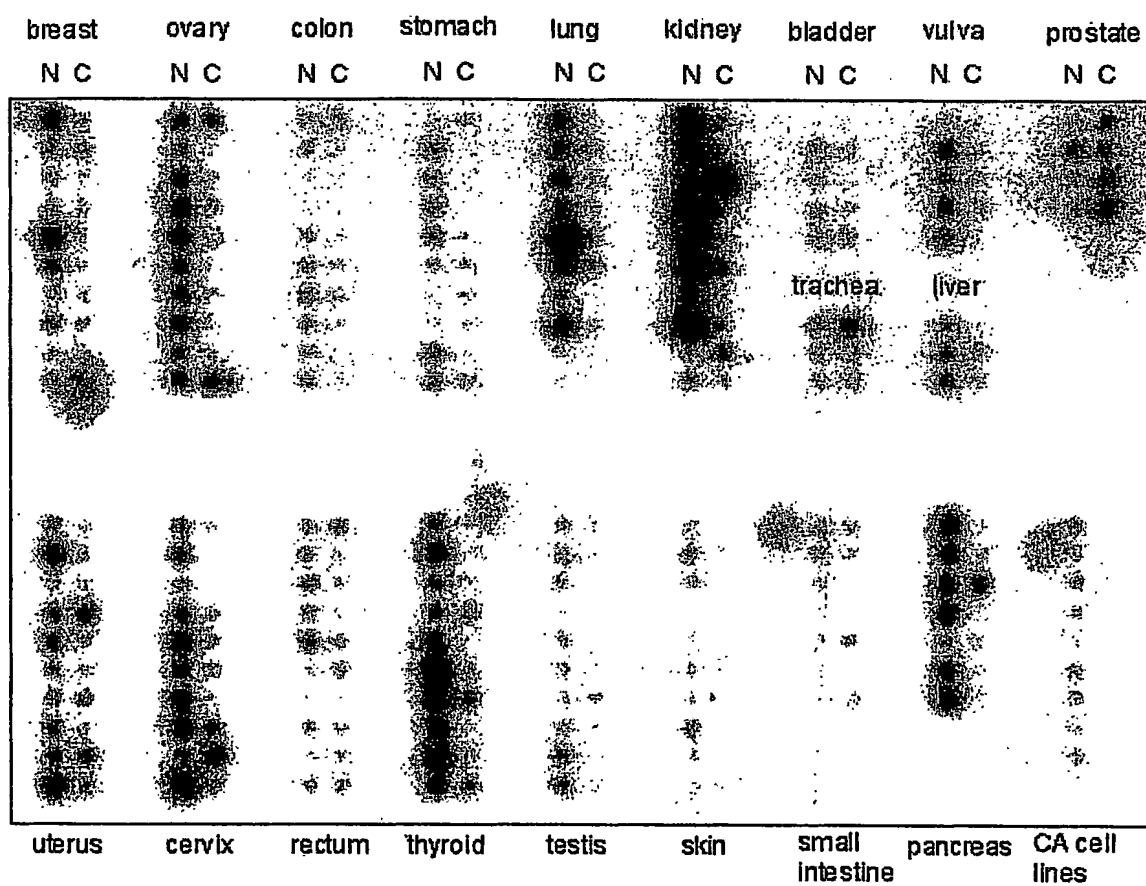 breast ovary colon stomach lung kidney bladder vulva prostate
N C N C N C N C N C N C N C N C N C
trachea liver
uterus cervix rectum thyroid testis skin small intestine pancreas CA cell lines